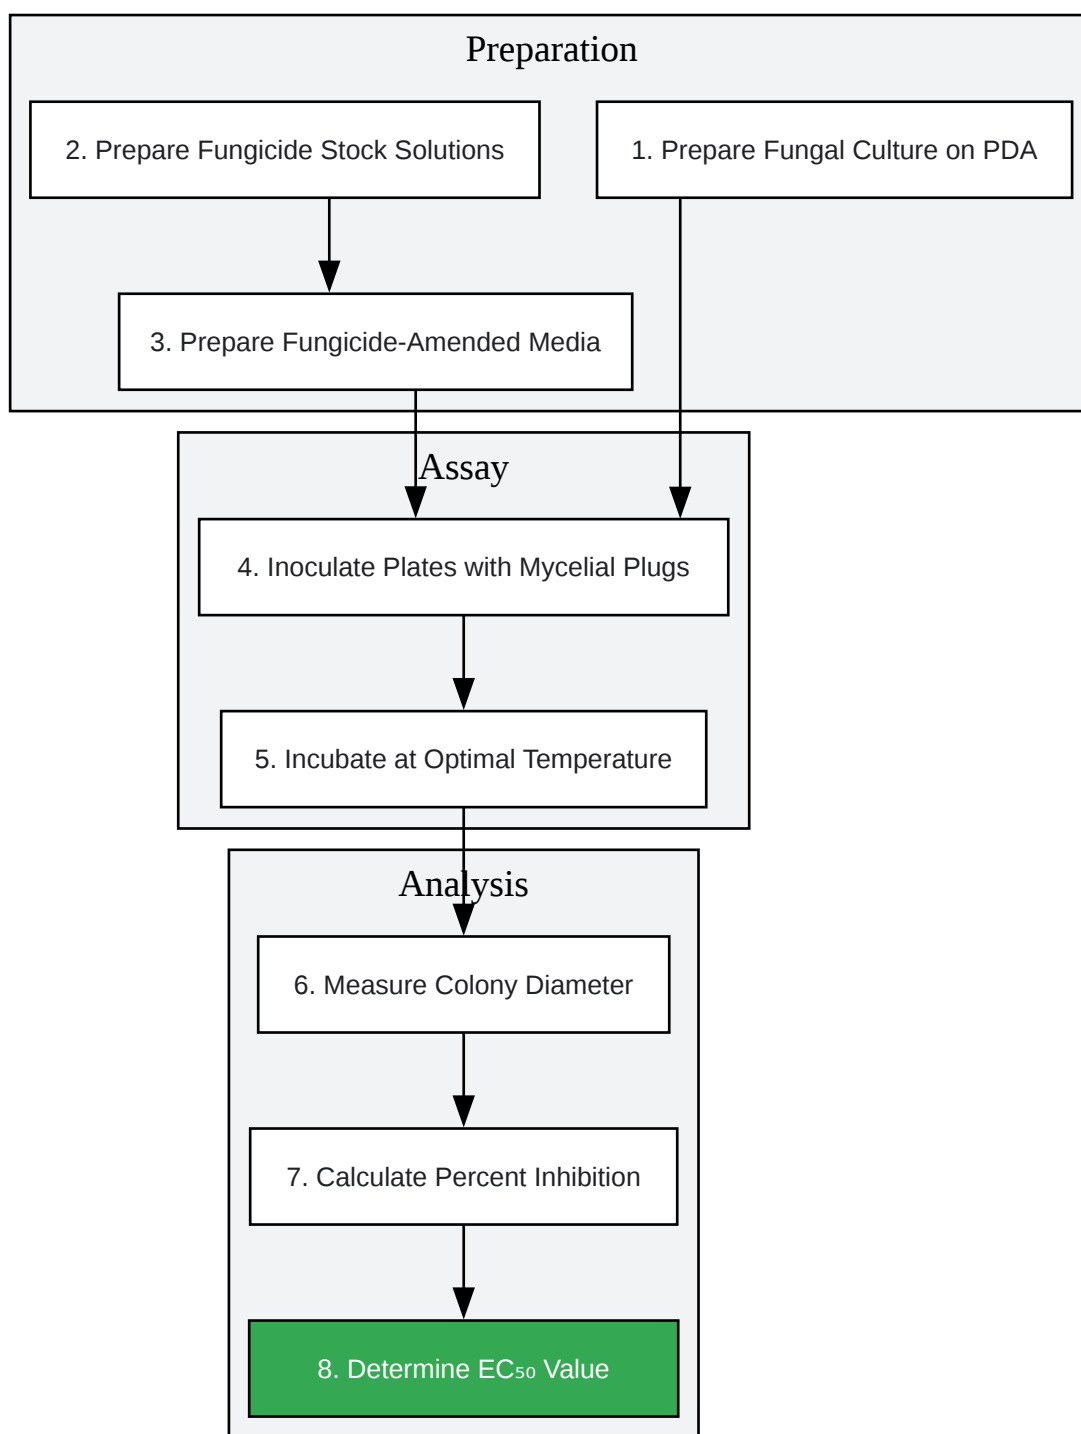 Preparation
2. Prepare Fungicide Stock Solutions
1. Prepare Fungal Culture on PDA
3. Prepare Fungicide-Amended Media
Assay
4. Inoculate Plates with Mycelial Plugs
5. Incubate at Optimal Temperature
Analysis
6. Measure Colony Diameter
7. Calculate Percent Inhibition
8. Determine EC₅₀ Value